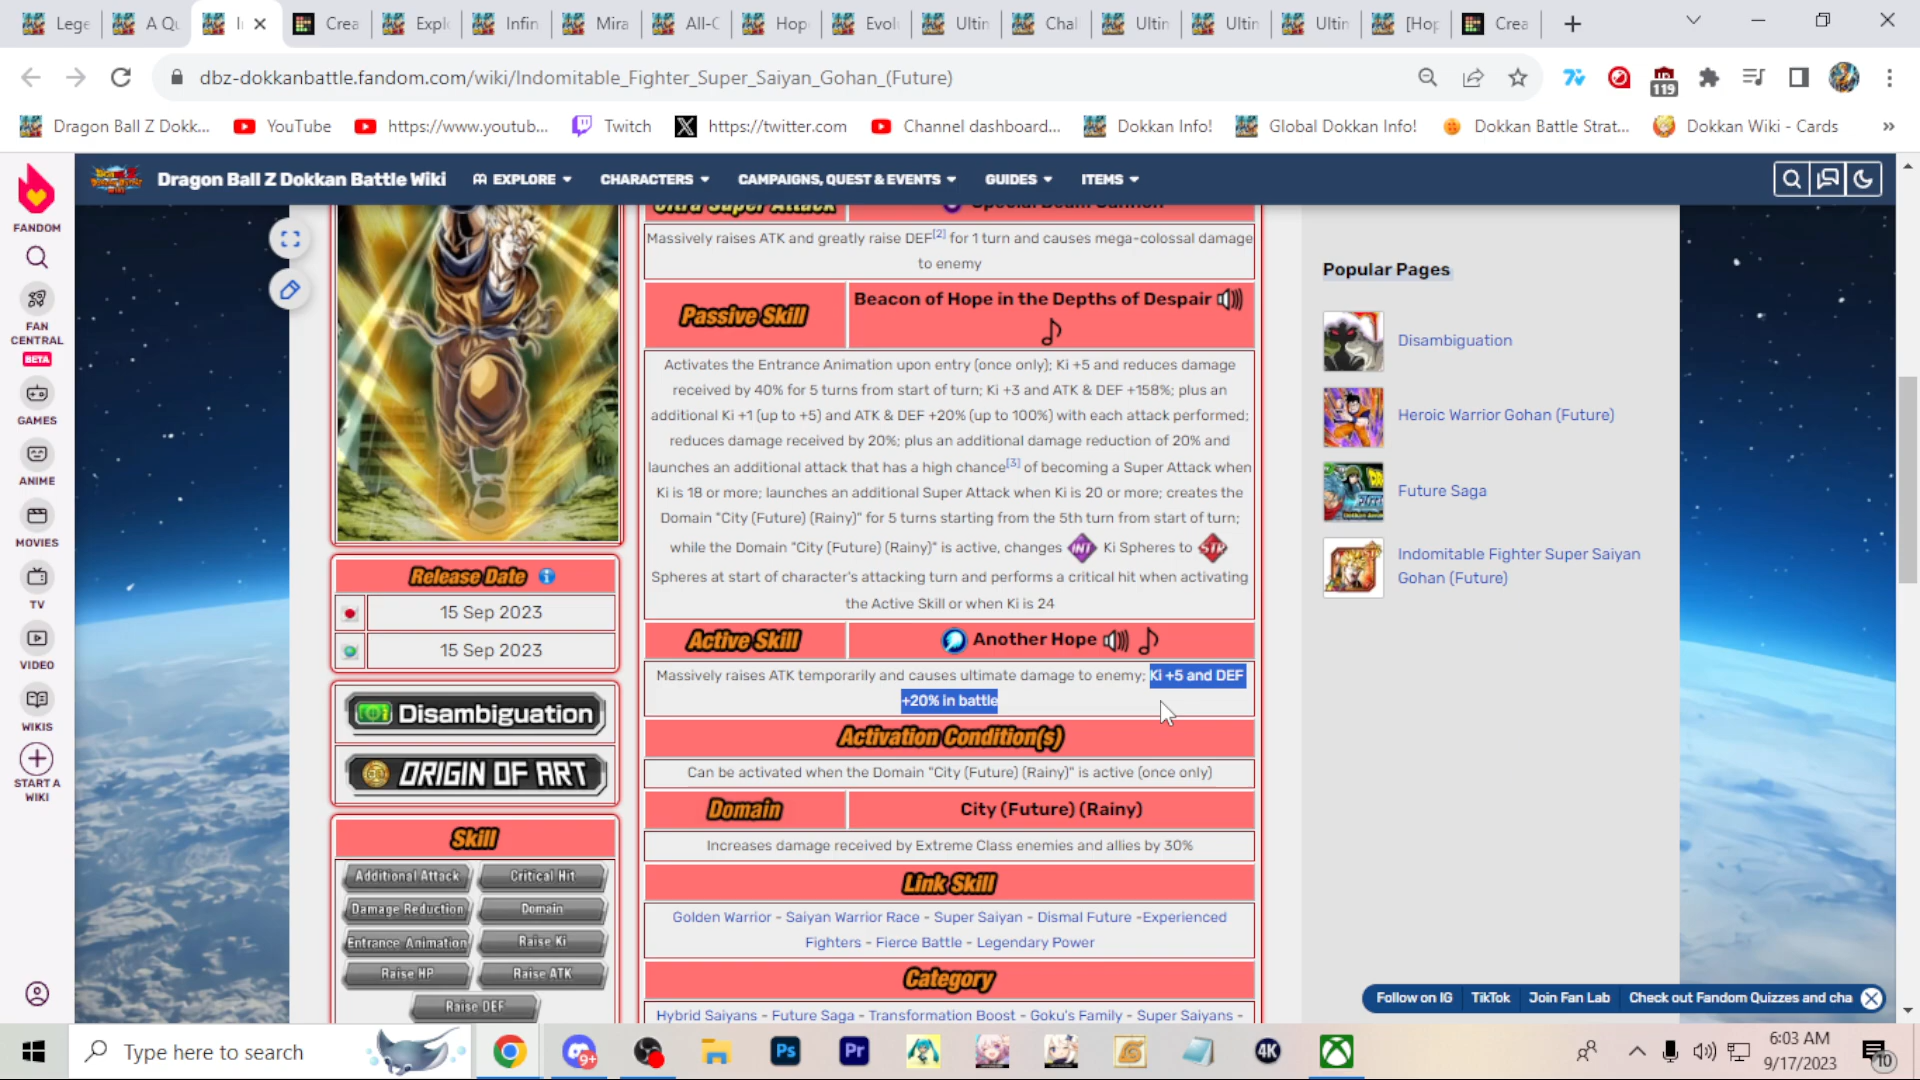 Lege
A Qu
I
Crea
Expl
Infin
Mira
All-C
Hop
Evol
Ultin
Chal
Ultin
Ultin
Ultin
[Hop
Crea
dbz-dokkanbattle.fandom.com/wiki/Indomitable_Fighter_Super_Saiyan_Gohan_(Future)
119
Dragon Ball Z Dokk...
YouTube
https://www.youtub...
Twitch
https://twitter.com
Channel dashboard...
Dokkan Info!
Global Dokkan Info!
Dokkan Battle Strat...
Dokkan Wiki - Cards
»
Dragon Ball Z Dokkan Battle Wiki
EXPLORE
CHARACTERS
CAMPAIGNS, QUEST & EVENTS
GUIDES
ITEMS
FANDOM
FAN CENTRAL
BETA
GAMES
ANIME
MOVIES
TV
VIDEO
WIKIS
START A WIKI
Ultra Super Attack
Special Beam Cannon
Massively raises ATK and greatly raise DEF[2] for 1 turn and causes mega-colossal damage
to enemy
Passive Skill
Beacon of Hope in the Depths of Despair
Activates the Entrance Animation upon entry (once only); Ki +5 and reduces damage
received by 40% for 5 turns from start of turn; Ki +3 and ATK & DEF +158%; plus an
additional Ki +1 (up to +5) and ATK & DEF +20% (up to 100%) with each attack performed;
reduces damage received by 20%; plus an additional damage reduction of 20% and
launches an additional attack that has a high chance[3] of becoming a Super Attack when
Ki is 18 or more; launches an additional Super Attack when Ki is 20 or more; creates the
Domain "City (Future) (Rainy)" for 5 turns starting from the 5th turn from start of turn;
while the Domain "City (Future) (Rainy)" is active, changes INT Ki Spheres to STR
Spheres at start of character's attacking turn and performs a critical hit when activating
the Active Skill or when Ki is 24
Active Skill
Another Hope
Massively raises ATK temporarily and causes ultimate damage to enemy; Ki +5 and DEF
+20% in battle
Activation Condition(s)
Can be activated when the Domain "City (Future) (Rainy)" is active (once only)
Domain
City (Future) (Rainy)
Increases damage received by Extreme Class enemies and allies by 30%
Link Skill
Golden Warrior - Saiyan Warrior Race - Super Saiyan - Dismal Future -Experienced
Fighters - Fierce Battle - Legendary Power
Category
Hybrid Saiyans - Future Saga - Transformation Boost - Goku's Family - Super Saiyans -
Release Date
15 Sep 2023
15 Sep 2023
Disambiguation
ORIGIN OF ART
Skill
Additional Attack
Critical Hit
Damage Reduction
Domain
Entrance Animation
Raise Ki
Raise HP
Raise ATK
Raise DEF
Popular Pages
Disambiguation
Heroic Warrior Gohan (Future)
Future Saga
Indomitable Fighter Super Saiyan
Gohan (Future)
Follow on IG
TikTok
Join Fan Lab
Check out Fandom Quizzes and cha
Type here to search
9+
Ps
Pr
4K
6:03 AM
9/17/2023
10